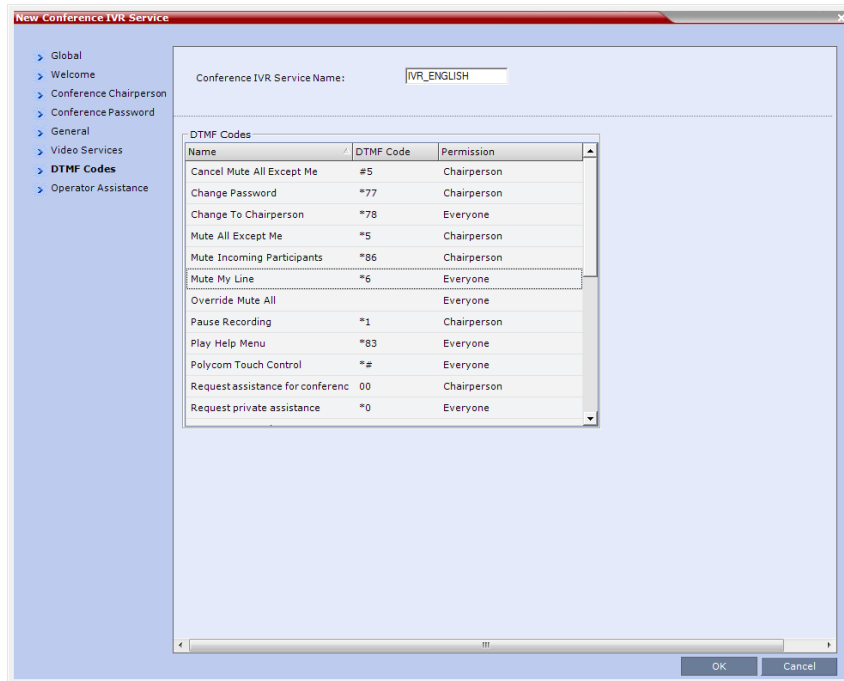 New Conference IVR Service
Global
Welcome
Conference Chairperson
Conference Password
General
Video Services
DTMF Codes
Operator Assistance
Conference IVR Service Name: IVR_ENGLISH
DTMF Codes
Name DTMF Code Permission
Cancel Mute All Except Me #5 Chairperson
Change Password *77 Chairperson
Change To Chairperson *78 Everyone
Mute All Except Me *5 Chairperson
Mute Incoming Participants *86 Chairperson
Mute My Line *6 Everyone
Override Mute All Everyone
Pause Recording *1 Chairperson
Play Help Menu *83 Everyone
Polycom Touch Control *# Everyone
Request assistance for conferenc 00 Chairperson
Request private assistance *0 Everyone
OK Cancel